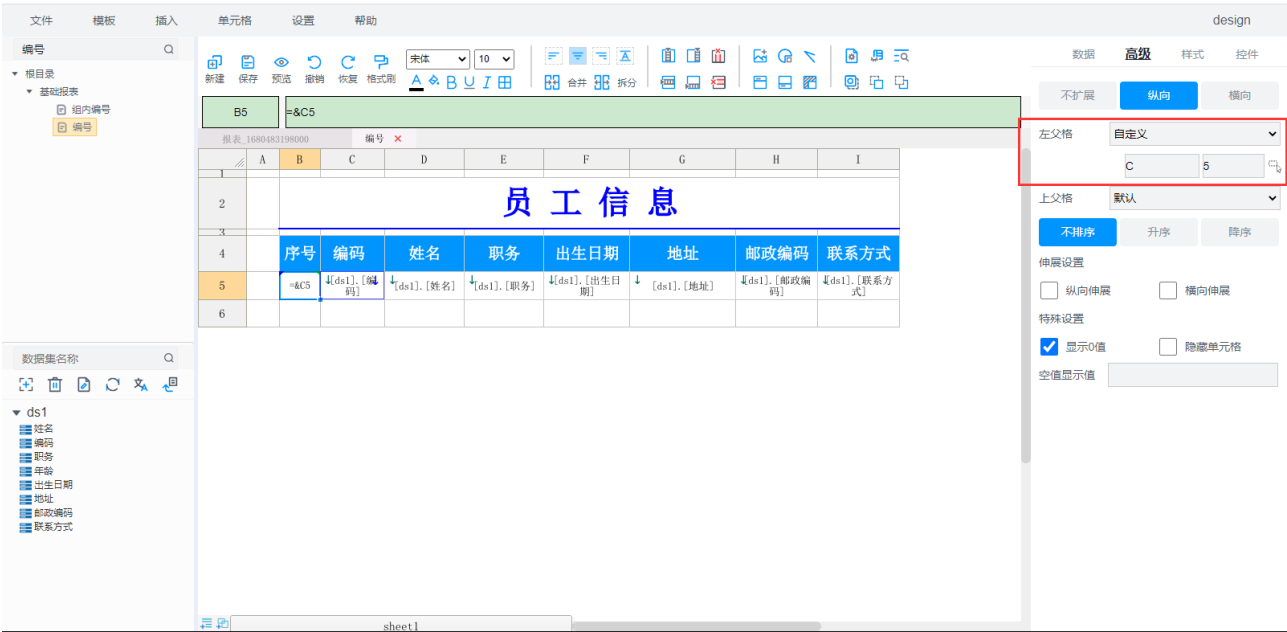 文件 模板 插入 单元格 设置 帮助 design
编号
根目录
基础报表
组内编号
编号
新建 保存 预览 撤销 恢复 格式刷 宋体 10 合并 拆分
B5 =&C5
报表_1680483198000 编号
A B C D E F G H I
1
2 员 工 信 息
3
4 序号 编码 姓名 职务 出生日期 地址 邮政编码 联系方式
5 =&C5 [ds1].[编码] [ds1].[姓名] [ds1].[职务] [ds1].[出生日期] [ds1].[地址] [ds1].[邮政编码] [ds1].[联系方式]
6
数据集名称
ds1
姓名
编码
职务
年龄
出生日期
地址
邮政编码
联系方式
sheet1
数据 高级 样式 控件
不扩展 纵向 横向
左父格 自定义
C 5
上父格 默认
不排序 升序 降序
伸展设置
纵向伸展 横向伸展
特殊设置
显示0值 隐藏单元格
空值显示值